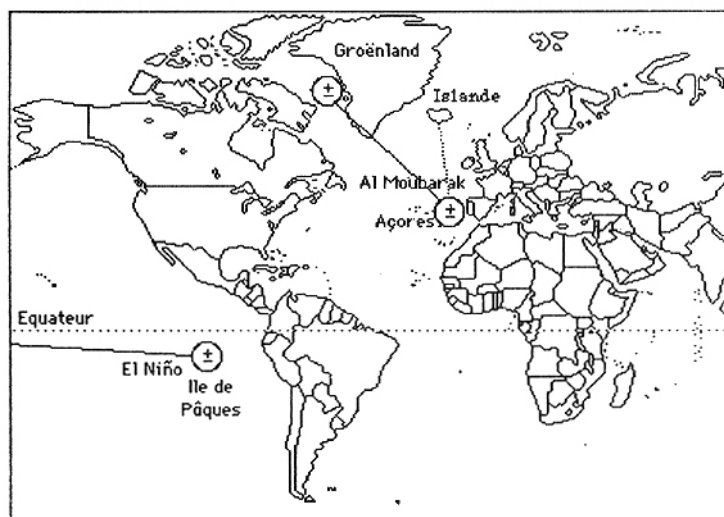 Groënland
±
Islande
Al Moubarak
±
Açores
Equateur
±
El Niño
Ile de
Pâques